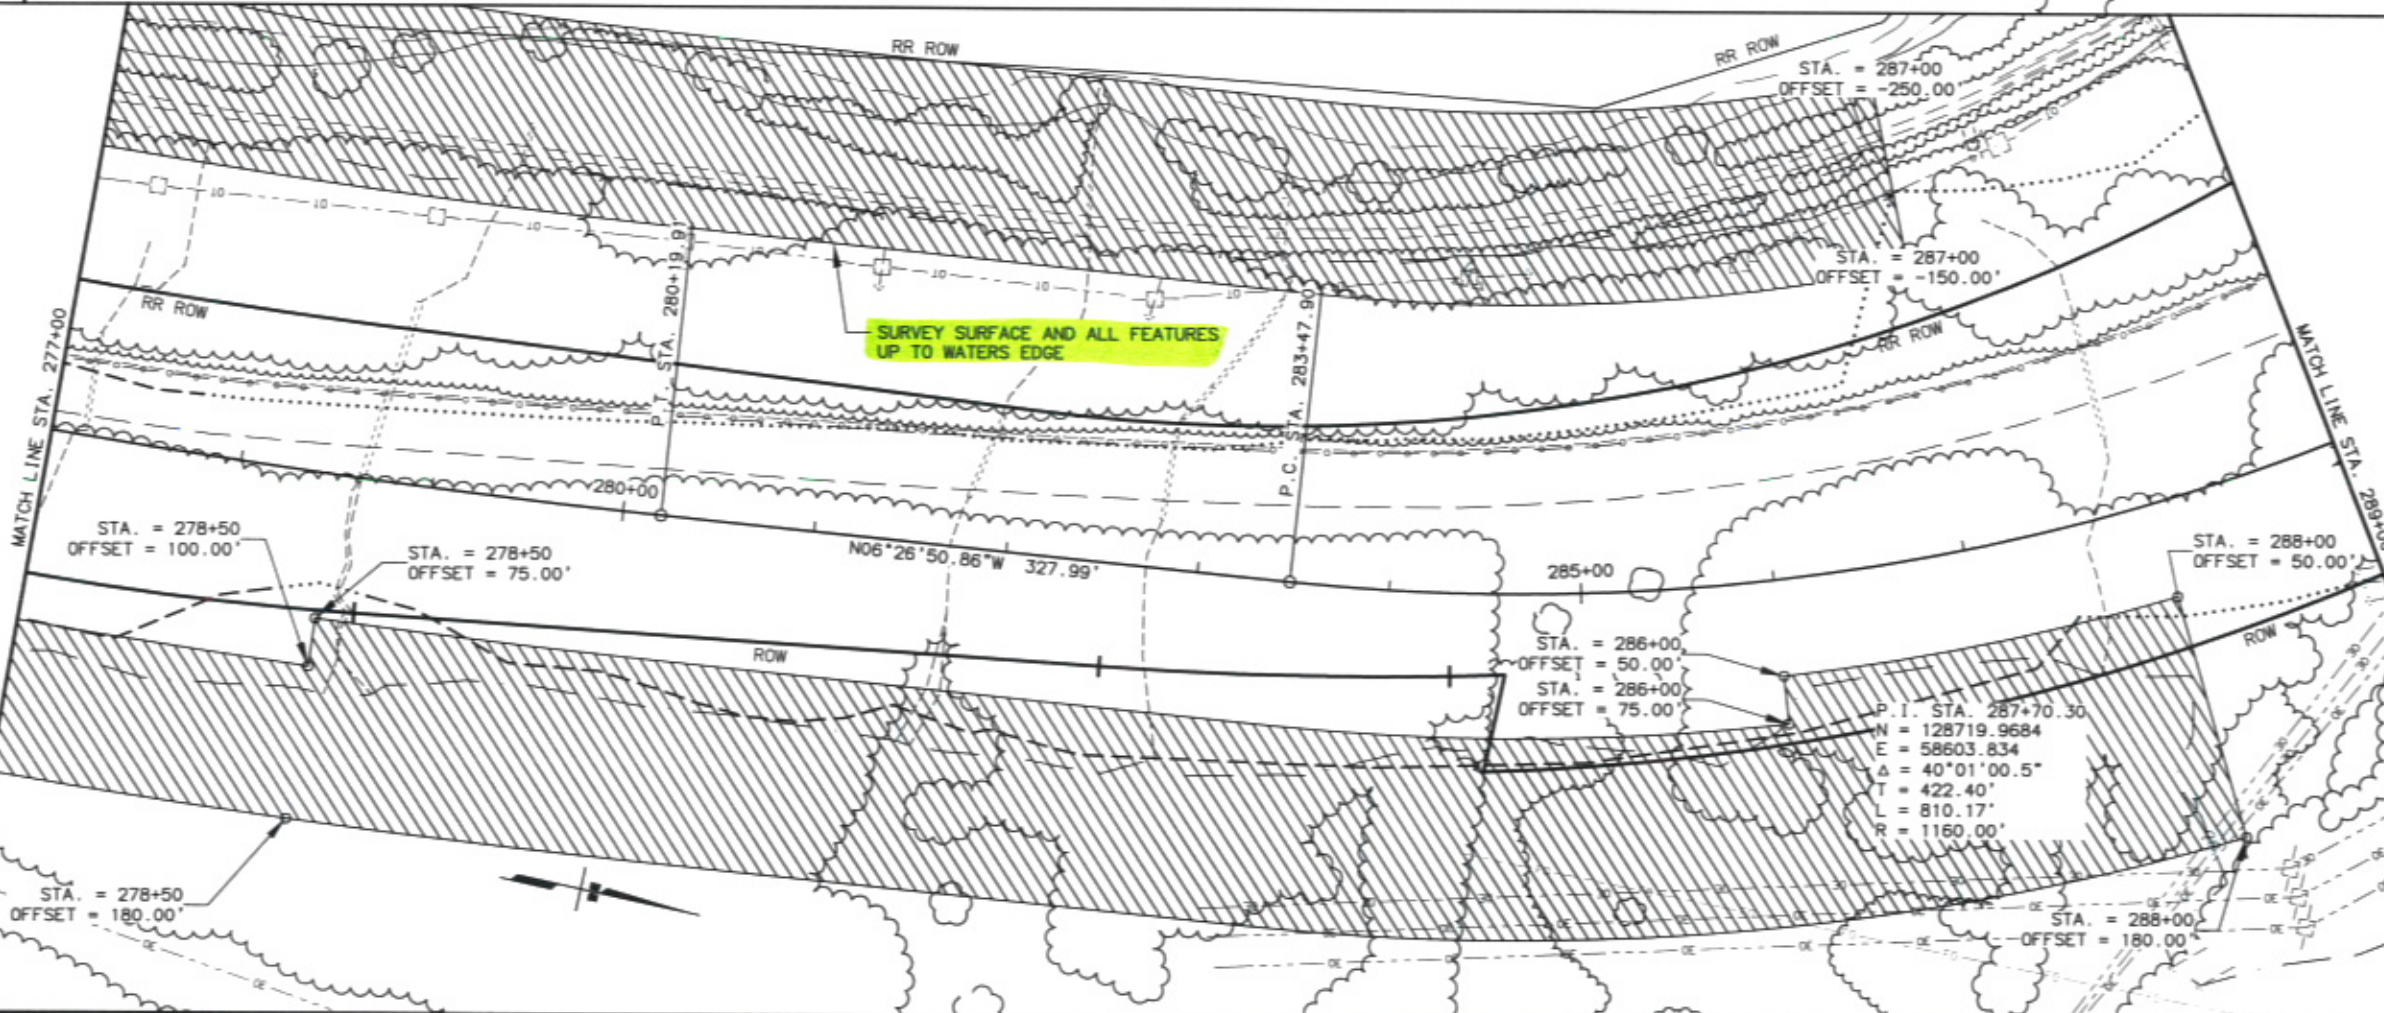 RR ROW
RR ROW
STA. = 287+00
OFFSET = -250.00'
STA. = 287+00
OFFSET = -150.00'
RR ROW
RR ROW
SURVEY SURFACE AND ALL FEATURES
UP TO WATERS EDGE
P.T. STA. 280+19.91
P.C. STA. 283+47.90
MATCH LINE STA. 277+00
MATCH LINE STA. 289+00
280+00
N06°26'50.86"W 327.99'
285+00
STA. = 278+50
OFFSET = 100.00'
STA. = 278+50
OFFSET = 75.00'
STA. = 288+00
OFFSET = 50.00'
ROW
ROW
STA. = 286+00
OFFSET = 50.00'
STA. = 286+00
OFFSET = 75.00'
P.I. STA. 287+70.30
N = 128719.9684
E = 58603.834
Δ = 40°01'00.5"
T = 422.40'
L = 810.17'
R = 1160.00'
STA. = 278+50
OFFSET = 180.00'
STA. = 288+00
OFFSET = 180.00'
OE
OE
OE
OE
OE
OE